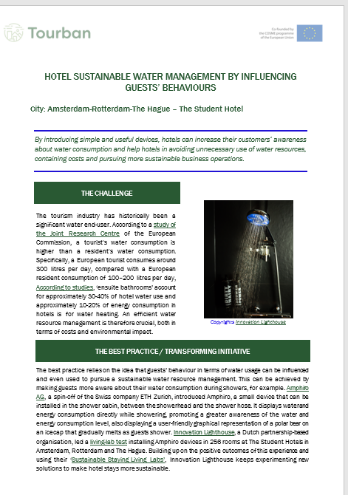 Tourban
Co-funded by
the COSME programme
of the European Union
HOTEL SUSTAINABLE WATER MANAGEMENT BY INFLUENCING
GUESTS' BEHAVIOURS
City: Amsterdam-Rotterdam-The Hague – The Student Hotel
By introducing simple and useful devices, hotels can increase their customers' awareness
about water consumption and help hotels in avoiding unnecessary use of water resources,
containing costs and pursuing more sustainable business operations.
THE CHALLENGE
The tourism industry has historically been a
significant water end-user. According to a study of
the Joint Research Centre of the European
Commission, a tourist's water consumption is
higher than a resident's water consumption.
Specifically, a European tourist consumes around
300 litres per day, compared with a European
resident consumption of 100–200 litres per day.
According to studies, 'ensuite bathrooms' account
for approximately 30-40% of hotel water use and
approximately 10-20% of energy consumption in
hotels is for water heating. An efficient water
resource management is therefore crucial, both in
terms of costs and environmental impact.
Copyrights Innovation Lighthouse
THE BEST PRACTICE / TRANSFORMING INITIATIVE
The best practice relies on the idea that guests' behaviour in terms of water usage can be influenced
and even used to pursue a sustainable water resource management. This can be achieved by
making guests more aware about their water consumption during showers, for example. Amphiro
AG, a spin-off of the Swiss company ETH Zurich, introduced Amphiro, a small device that can be
installed in the shower cabin, between the showerhead and the shower hose. It displays water and
energy consumption directly while showering, promoting a greater awareness of the water and
energy consumption level, also displaying a user-friendly graphical representation of a polar bear on
an icecap that gradually melts as guests shower. Innovation Lighthouse, a Dutch partnership-based
organisation, led a living lab test installing Amphiro devices in 256 rooms at The Student Hotels in
Amsterdam, Rotterdam and The Hague. Building upon the positive outcomes of this experience and
using their 'Sustainable Staying Living Labs', Innovation Lighthouse keeps experimenting new
solutions to make hotel stays more sustainable.